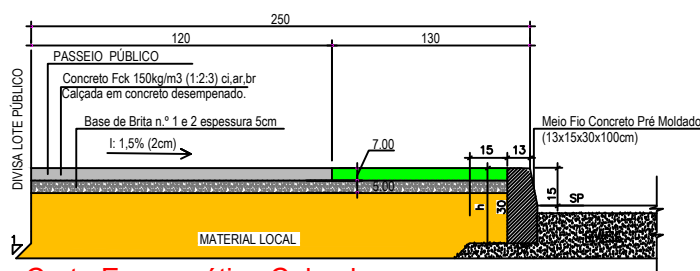 250
120 130
PASSEIO PÚBLICO
Concreto Fck 150kg/m3 (1:2:3) ci,ar,br
Calçada em concreto desempenado.
Base de Brita n.º 1 e 2 espessura 5cm
I: 1,5% (2cm)
DIVISA LOTE PÚBLICO
7.00
5.00
15 13
Meio Fio Concreto Pré Moldado
(13x15x30x100cm)
15
SP
h
30
MATERIAL LOCAL
1